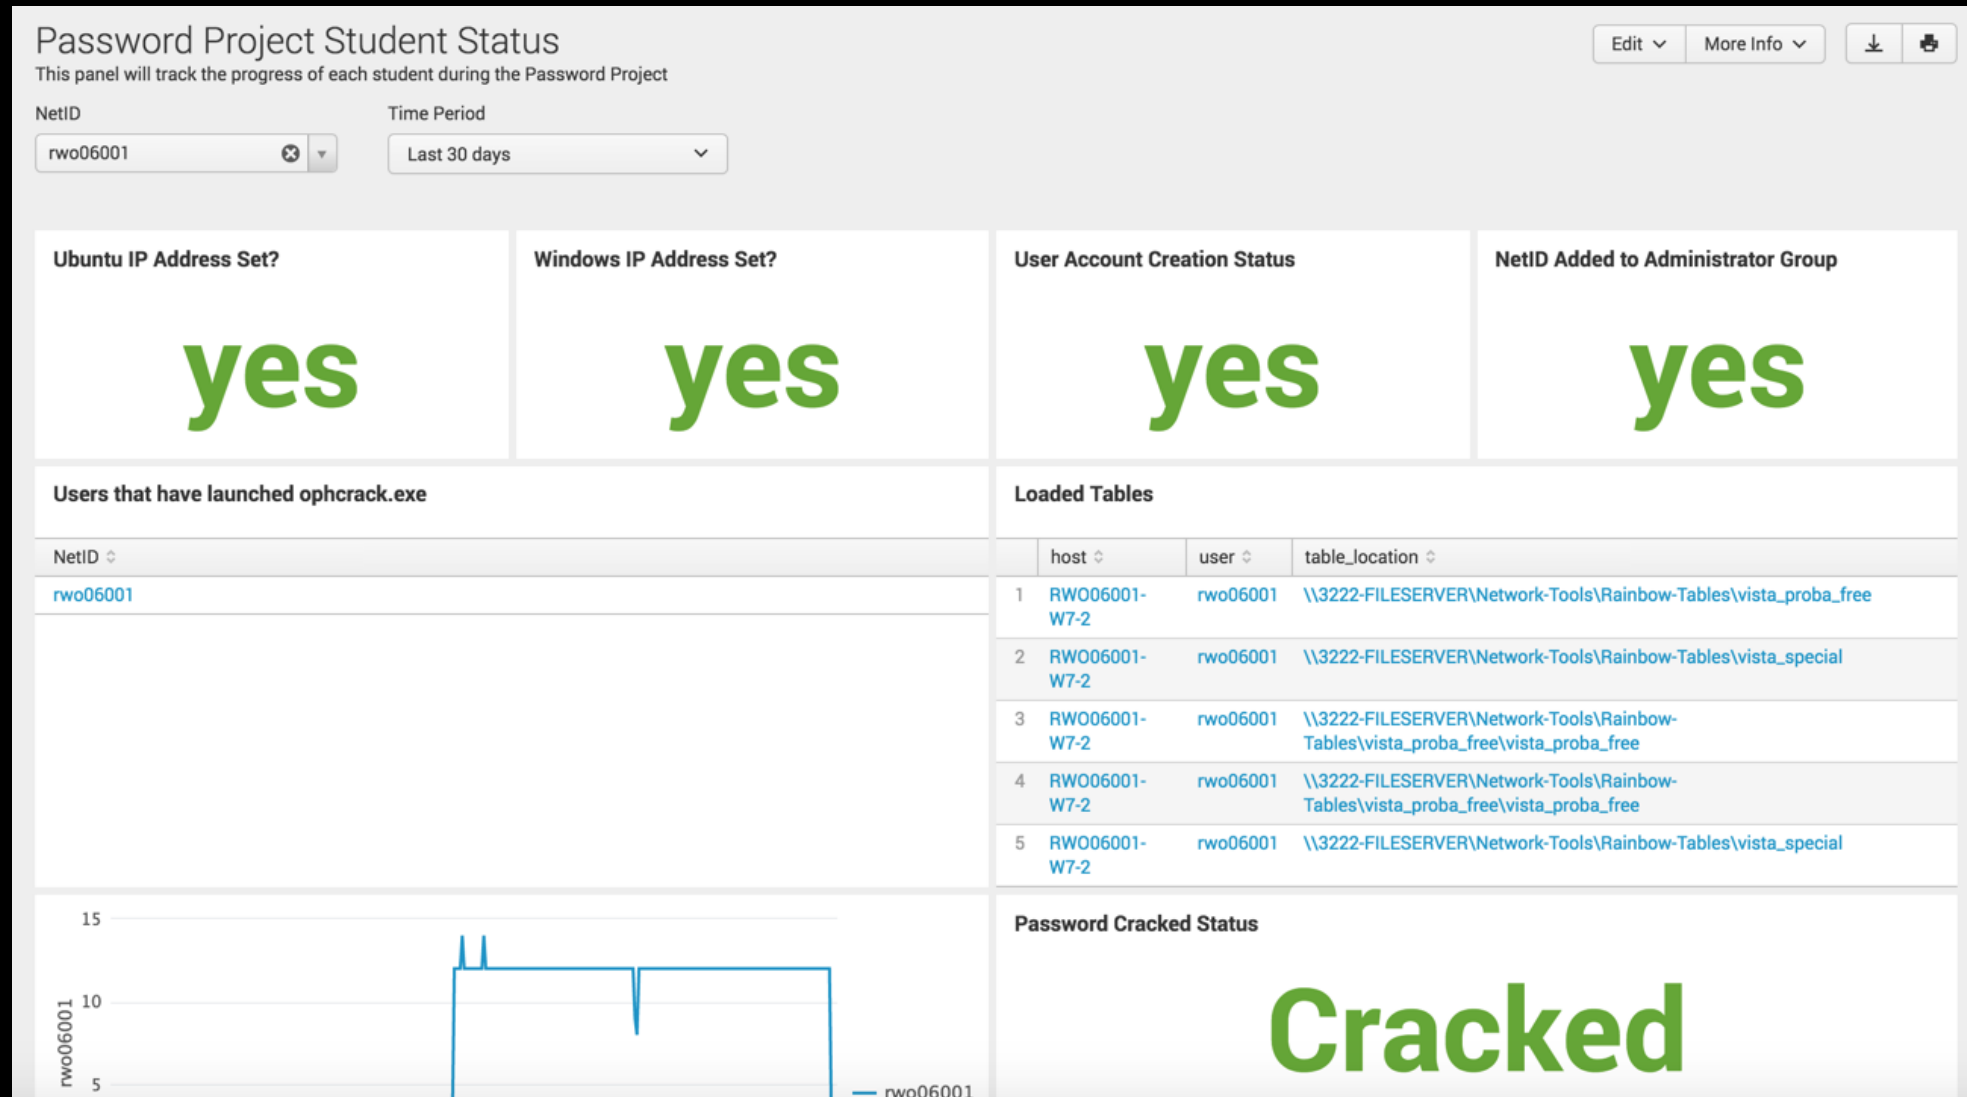 Password Project Student Status
Edit More Info
This panel will track the progress of each student during the Password Project
NetID Time Period
rwo06001 Last 30 days
Ubuntu IP Address Set? Windows IP Address Set? User Account Creation Status NetID Added to Administrator Group
yes yes yes yes
Users that have launched ophcrack.exe
NetID
rwo06001
Loaded Tables
host user table_location
1 RWO06001- rwo06001 \\3222-FILESERVER\Network-Tools\Rainbow-Tables\vista_proba_free
W7-2
2 RWO06001- rwo06001 \\3222-FILESERVER\Network-Tools\Rainbow-Tables\vista_special
W7-2
3 RWO06001- rwo06001 \\3222-FILESERVER\Network-Tools\Rainbow-
W7-2 Tables\vista_proba_free\vista_proba_free
4 RWO06001- rwo06001 \\3222-FILESERVER\Network-Tools\Rainbow-
W7-2 Tables\vista_proba_free\vista_proba_free
5 RWO06001- rwo06001 \\3222-FILESERVER\Network-Tools\Rainbow-Tables\vista_special
W7-2
15
10
5
rwo06001
rwo06001
Password Cracked Status
Cracked